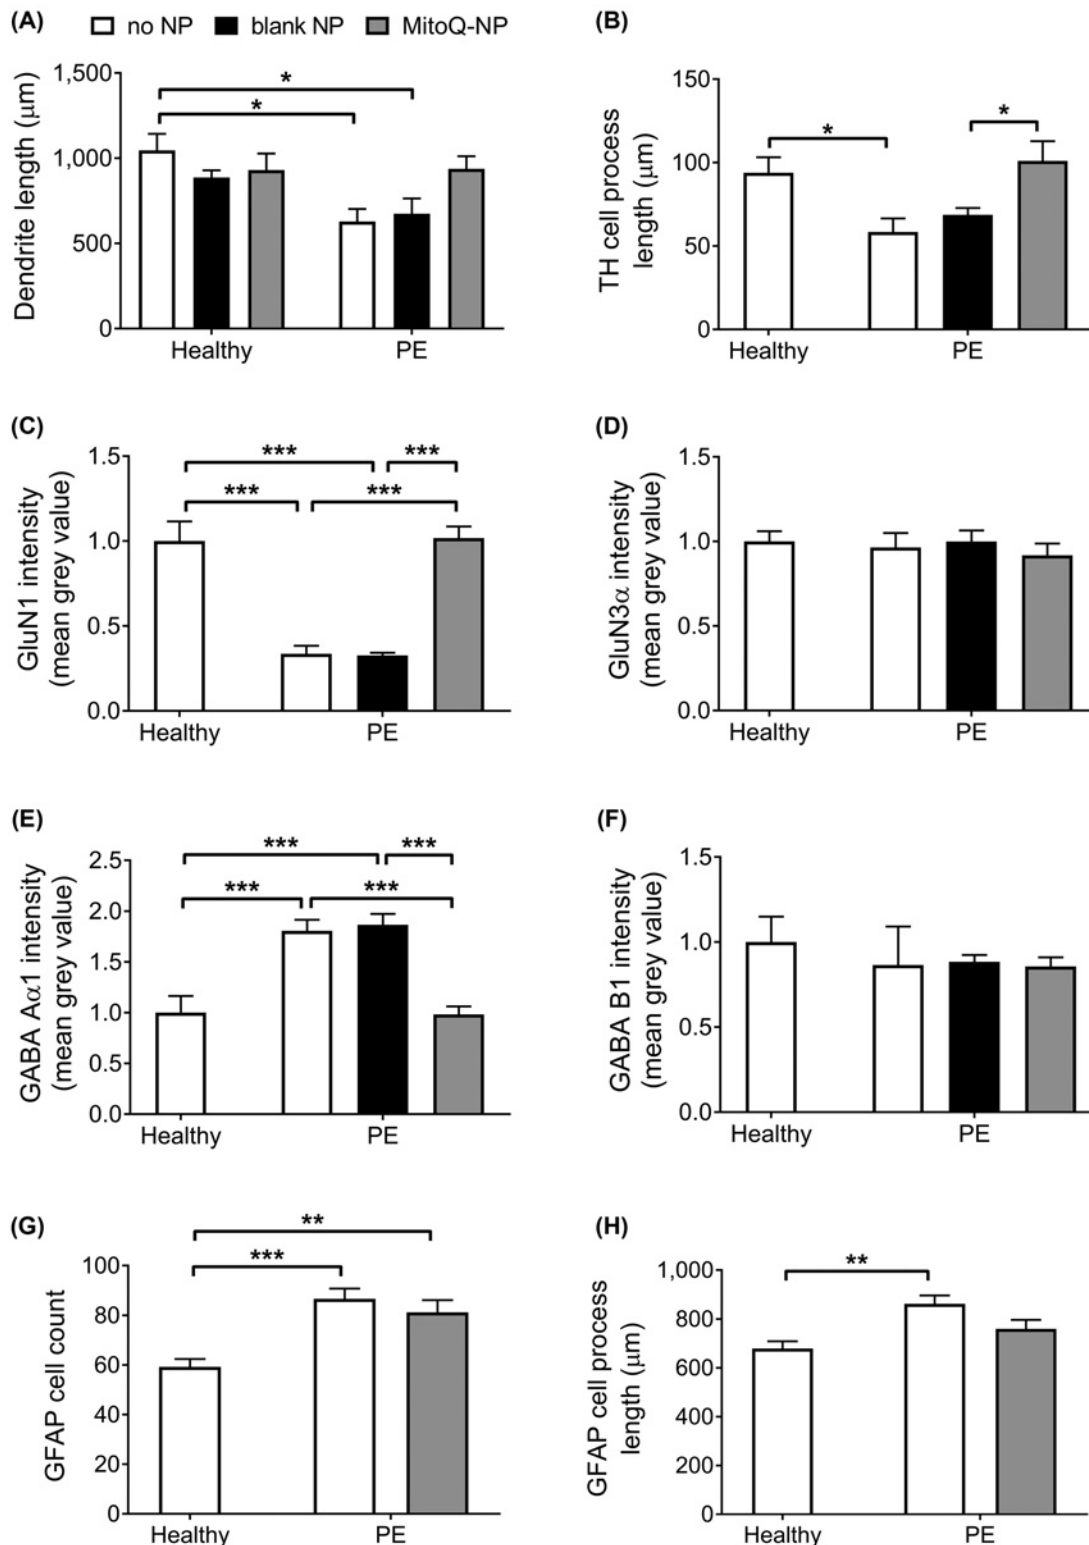 (A) no NP blank NP MitoQ-NP
Dendrite length (μm)
1,500
1,000
500
0
* 
*
Healthy PE
(B)
TH cell process
length (μm)
150
100
50
0
*
*
Healthy PE
(C)
GluN1 intensity
(mean grey value)
1.5
1.0
0.5
0.0
*** ***
*** ***
Healthy PE
(D)
GluN3α intensity
(mean grey value)
1.5
1.0
0.5
0.0
Healthy PE
(E)
GABA Aα1 intensity
(mean grey value)
2.5
2.0
1.5
1.0
0.5
0.0
*** ***
*** ***
Healthy PE
(F)
GABA B1 intensity
(mean grey value)
1.5
1.0
0.5
0.0
Healthy PE
(G)
GFAP cell count
100
80
60
40
20
0
**
***
Healthy PE
(H)
GFAP cell process
length (μm)
1,000
800
600
400
200
0
**
Healthy PE